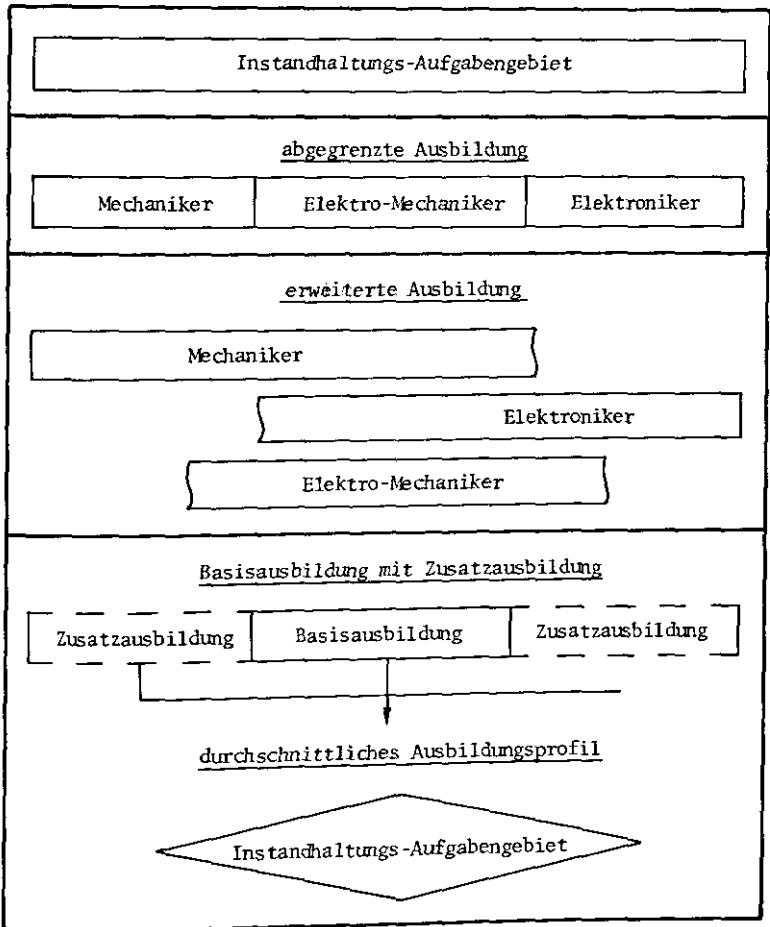 Instandhaltungs-Aufgabengebiet
abgegrenzte Ausbildung
Mechaniker Elektro-Mechaniker Elektroniker
erweiterte Ausbildung
Mechaniker
Elektroniker
Elektro-Mechaniker
Basisausbildung mit Zusatzausbildung
Zusatzausbildung Basisausbildung Zusatzausbildung
durchschnittliches Ausbildungsprofil
Instandhaltungs-Aufgabengebiet